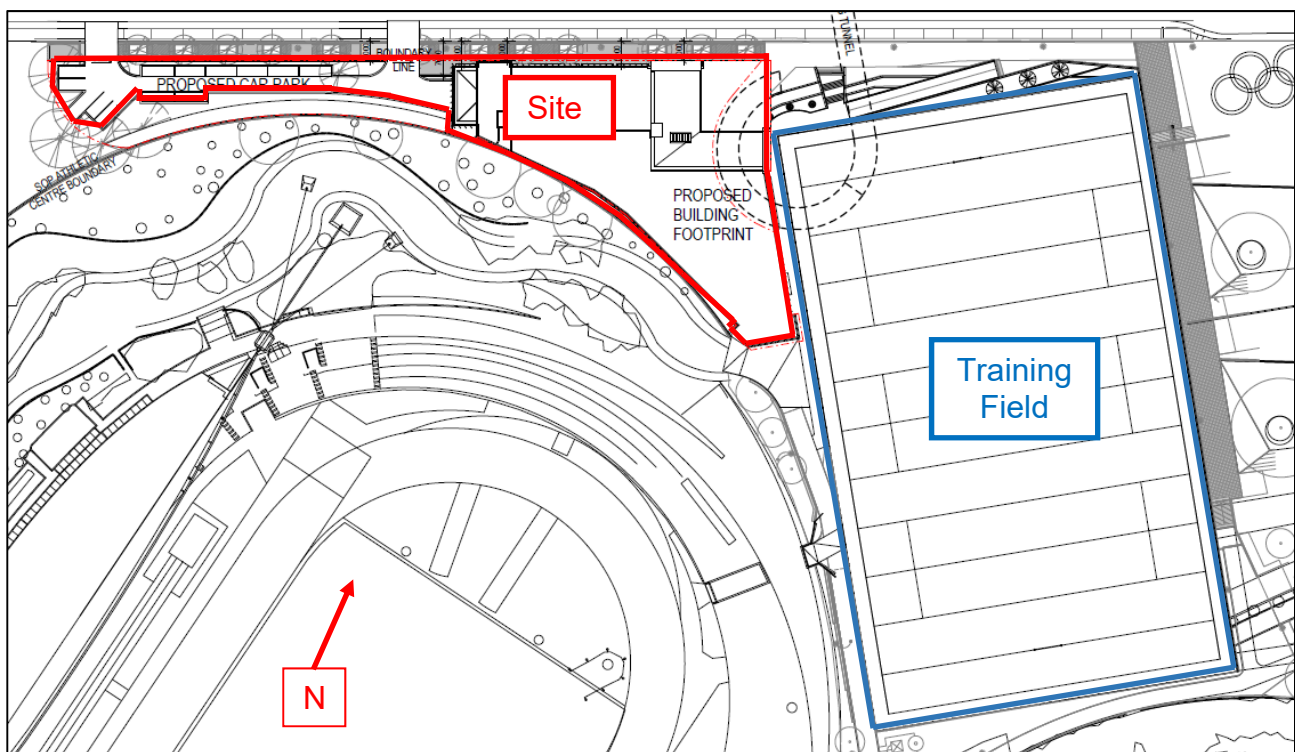 BOUNDARY
LINE
TUNNEL
PROPOSED CAR PARK
Site
SOP ATHLETIC
CENTRE BOUNDARY
PROPOSED
BUILDING
FOOTPRINT
Training
Field
N